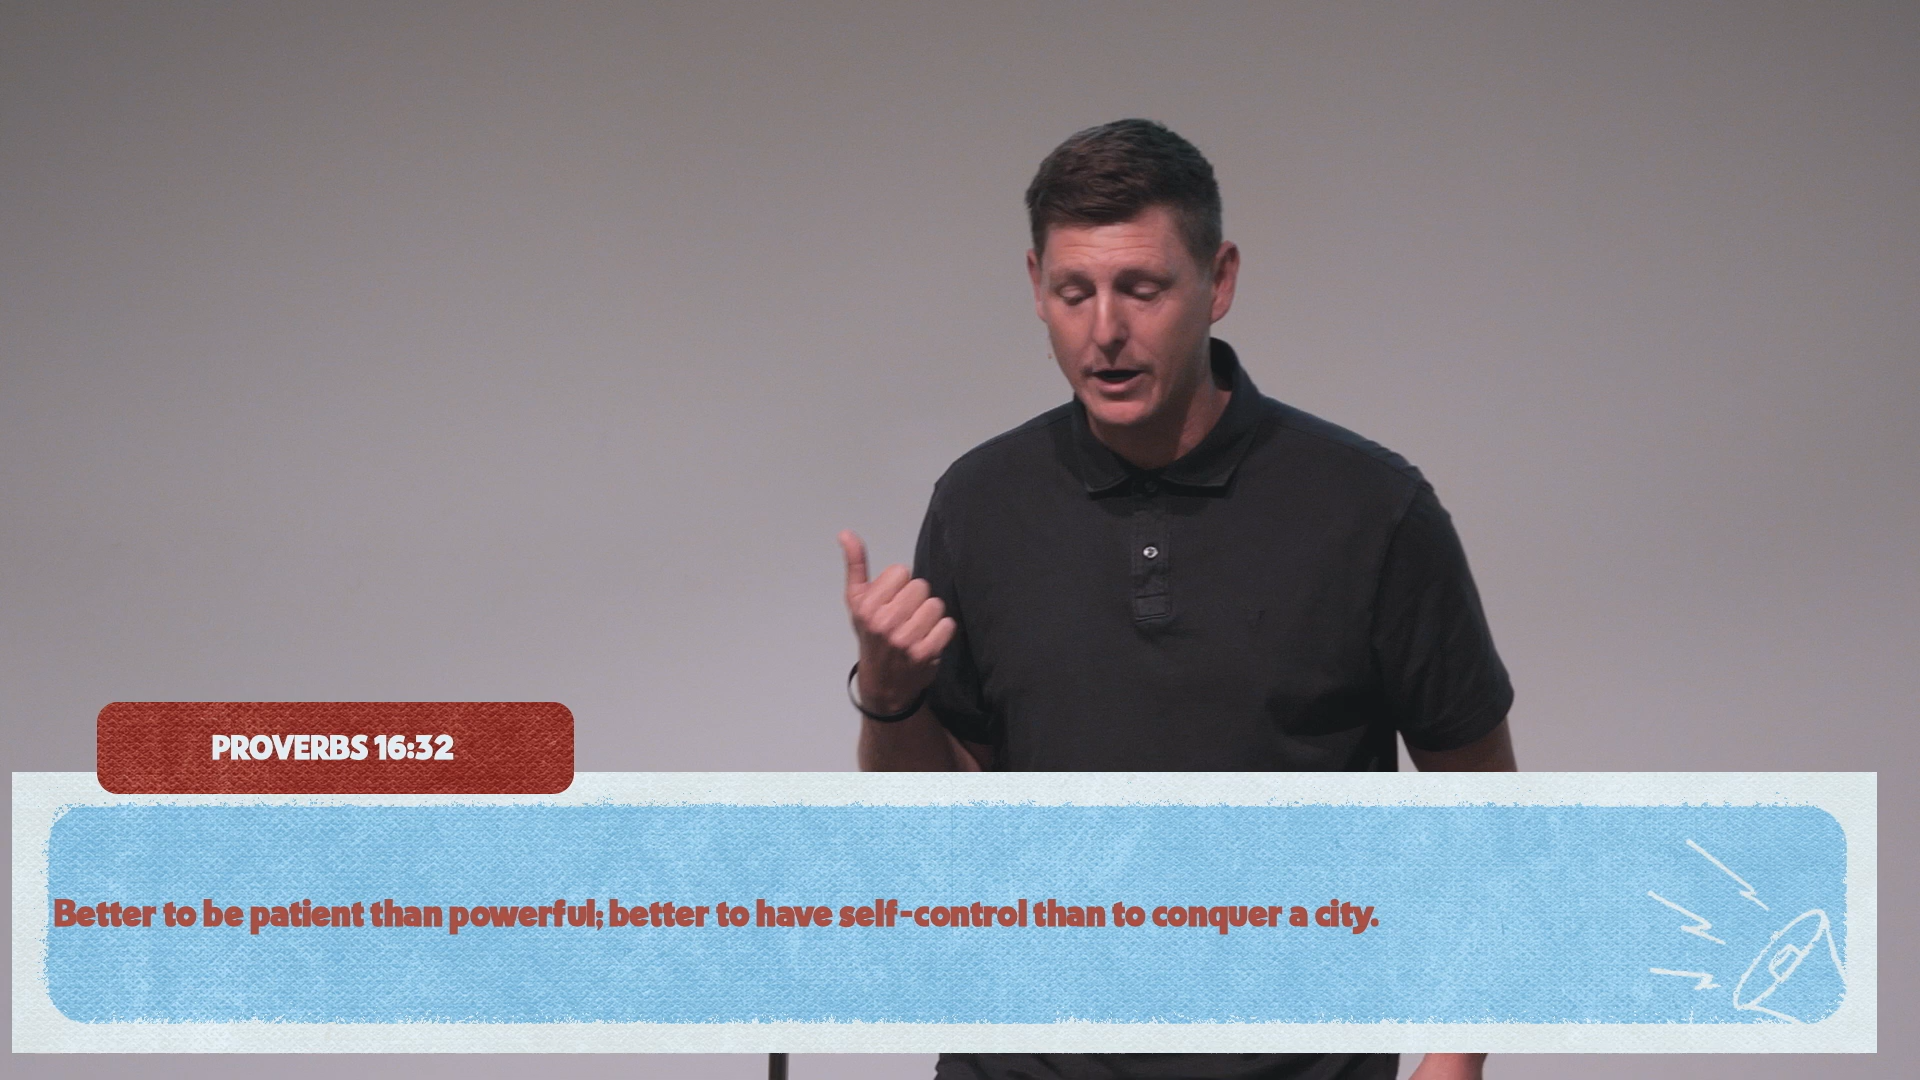 PROVERBS 16:32
Better to be patient than powerful; better to have self-control than to conquer a city.